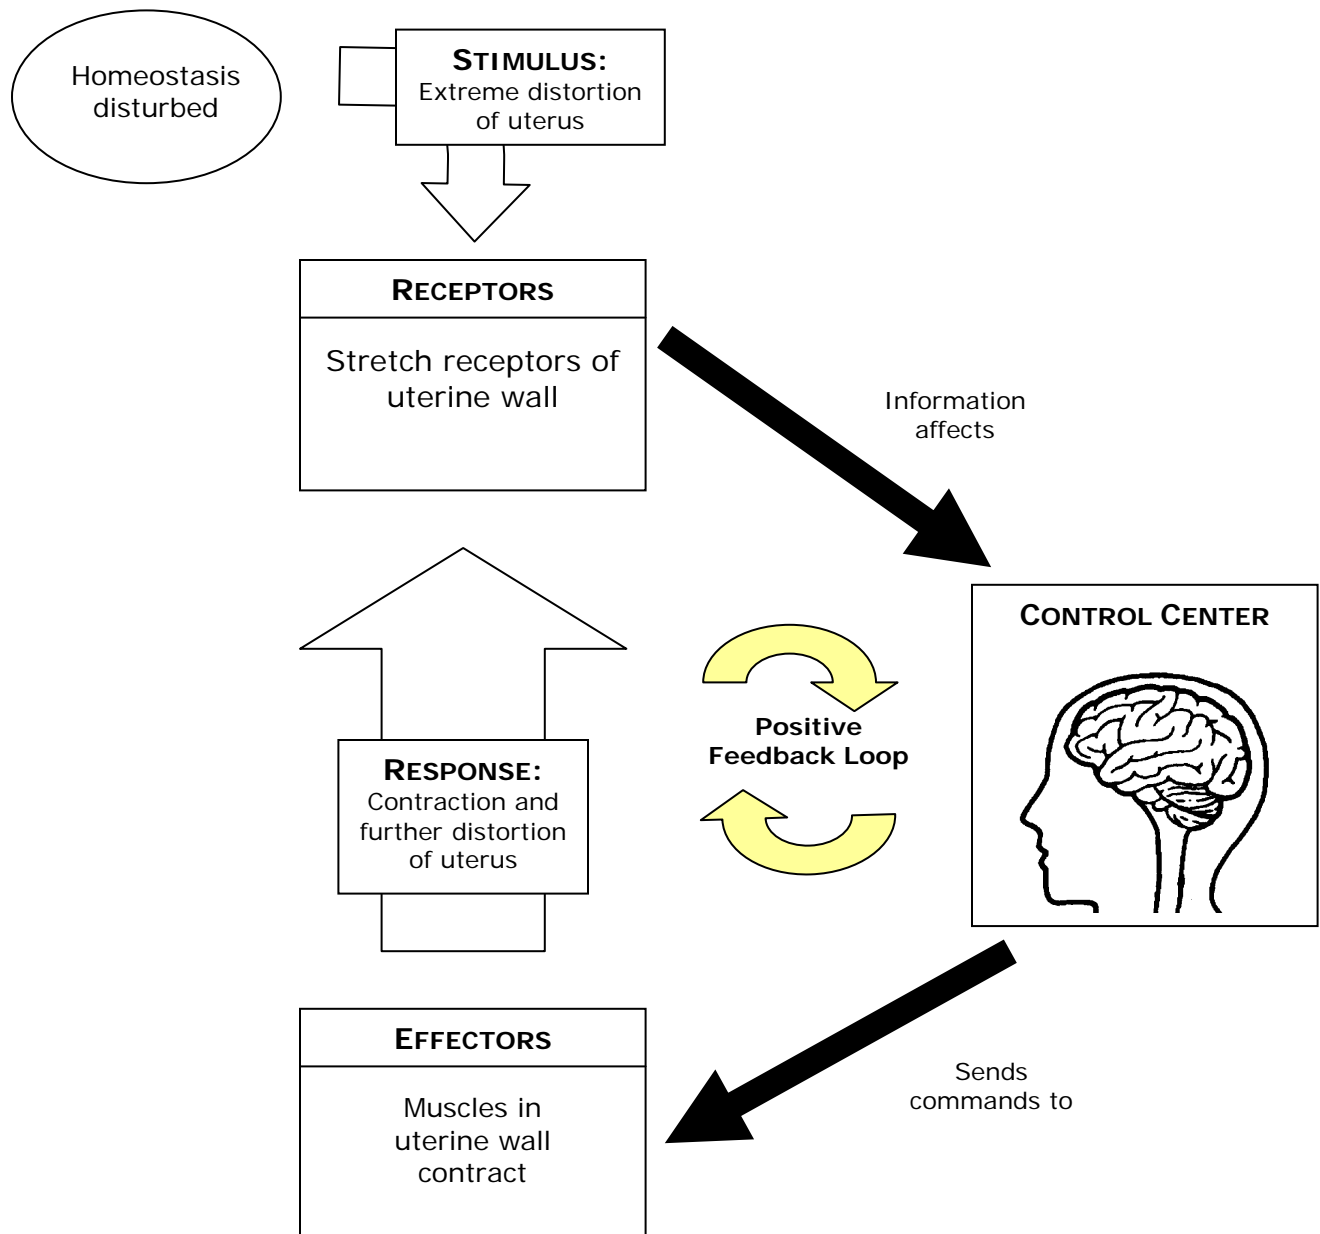 Homeostasis
disturbed
STIMULUS:
Extreme distortion
of uterus
RECEPTORS
Stretch receptors of
uterine wall
Information
affects
CONTROL CENTER
Positive
Feedback Loop
RESPONSE:
Contraction and
further distortion
of uterus
EFFECTORS
Muscles in
uterine wall
contract
Sends
commands to